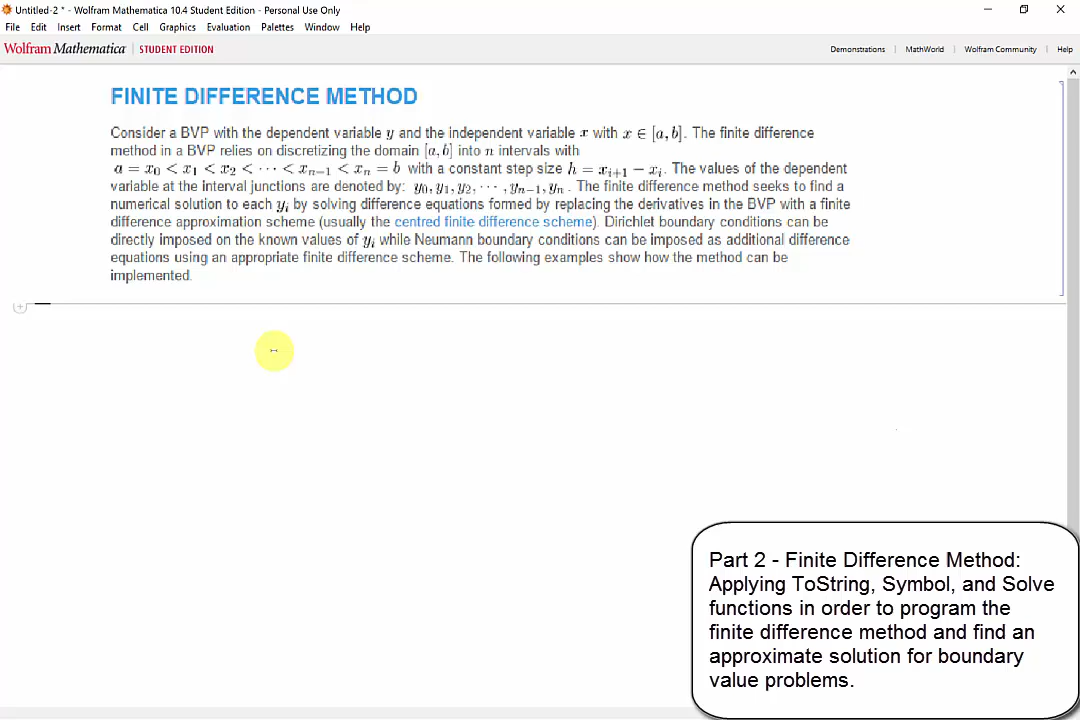 Untitled-2 * - Wolfram Mathematica 10.4 Student Edition - Personal Use Only
File Edit Insert Format Cell Graphics Evaluation Palettes Window Help
Wolfram Mathematica | STUDENT EDITION
Demonstrations | MathWorld | Wolfram Community | Help
FINITE DIFFERENCE METHOD
Consider a BVP with the dependent variable y and the independent variable x with x ∈ [a, b]. The finite difference
method in a BVP relies on discretizing the domain [a, b] into n intervals with
a = x₀ < x₁ < x₂ < ⋯ < xₙ₋₁ < xₙ = b with a constant step size h = xᵢ₊₁ − xᵢ. The values of the dependent
variable at the interval junctions are denoted by: y₀, y₁, y₂, ⋯ , yₙ₋₁, yₙ . The finite difference method seeks to find a
numerical solution to each yᵢ by solving difference equations formed by replacing the derivatives in the BVP with a finite
difference approximation scheme (usually the centred finite difference scheme). Dirichlet boundary conditions can be
directly imposed on the known values of yᵢ while Neumann boundary conditions can be imposed as additional difference
equations using an appropriate finite difference scheme. The following examples show how the method can be
implemented.
Part 2 - Finite Difference Method:
Applying ToString, Symbol, and Solve
functions in order to program the
finite difference method and find an
approximate solution for boundary
value problems.